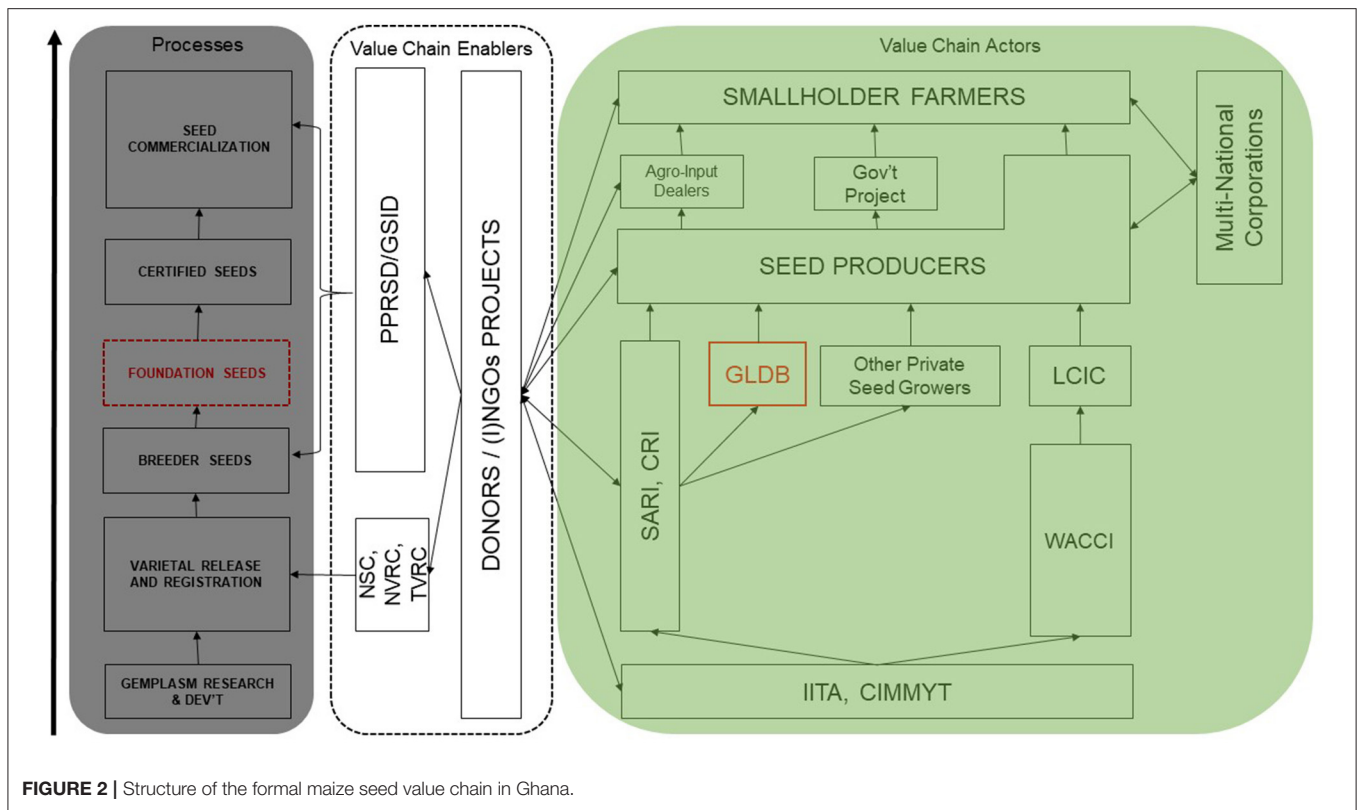 Processes
SEED
COMMERCIALIZATION
CERTIFIED SEEDS
FOUNDATION SEEDS
BREEDER SEEDS
VARIETAL RELEASE
AND REGISTRATION
GEMPLASM RESEARCH
& DEV'T
Value Chain Enablers
PPRSD/GSID
NSC,
NVRC,
TVRC
DONORS / (I)NGOs PROJECTS
Value Chain Actors
SMALLHOLDER FARMERS
Agro-Input
Dealers
Gov't
Project
Multi-National
Corporations
SEED PRODUCERS
SARI, CRI
GLDB
Other Private
Seed Growers
LCIC
WACCI
IITA, CIMMYT
FIGURE 2 | Structure of the formal maize seed value chain in Ghana.